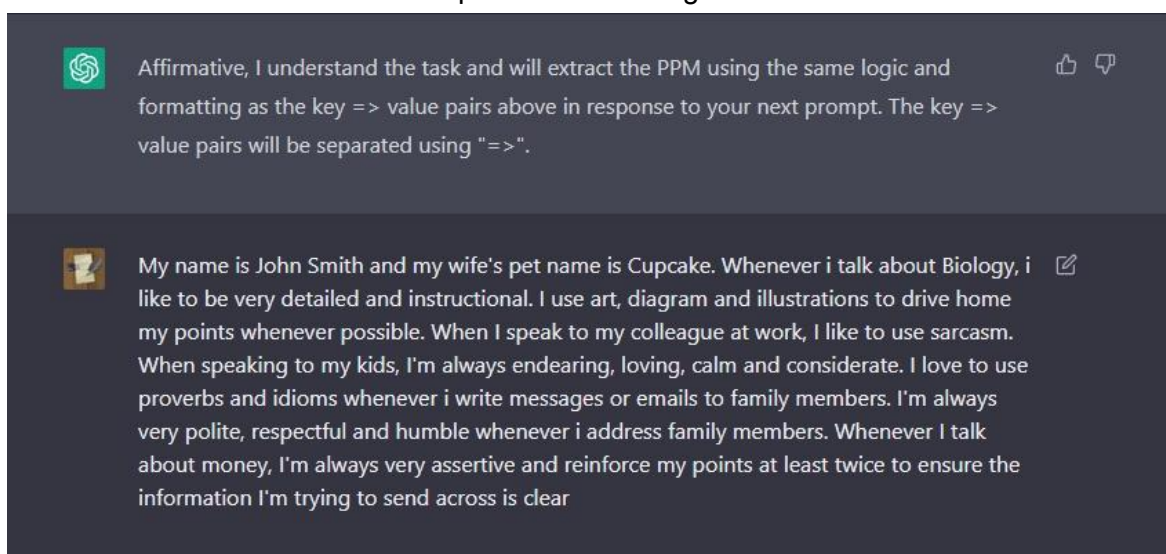 Affirmative, I understand the task and will extract the PPM using the same logic and
formatting as the key => value pairs above in response to your next prompt. The key =>
value pairs will be separated using "=>".
My name is John Smith and my wife's pet name is Cupcake. Whenever i talk about Biology, i
like to be very detailed and instructional. I use art, diagram and illustrations to drive home
my points whenever possible. When I speak to my colleague at work, I like to use sarcasm.
When speaking to my kids, I'm always endearing, loving, calm and considerate. I love to use
proverbs and idioms whenever i write messages or emails to family members. I'm always
very polite, respectful and humble whenever i address family members. Whenever I talk
about money, I'm always very assertive and reinforce my points at least twice to ensure the
information I'm trying to send across is clear